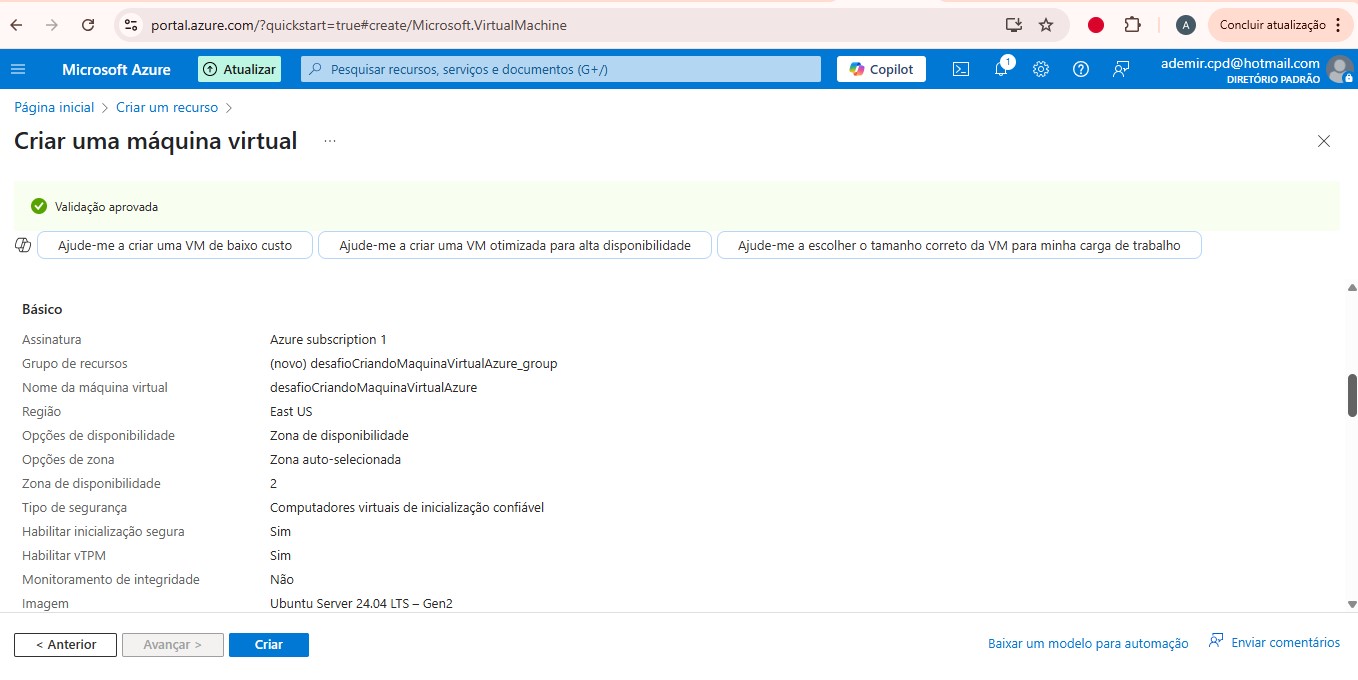 portal.azure.com/?quickstart=true#create/Microsoft.VirtualMachine
A
Concluir atualização
Microsoft Azure
Atualizar
Pesquisar recursos, serviços e documentos (G+/)
Copilot
1
ademir.cpd@hotmail.com
DIRETÓRIO PADRÃO
Página inicial > Criar um recurso >
Criar uma máquina virtual ...
Validação aprovada
Ajude-me a criar uma VM de baixo custo
Ajude-me a criar uma VM otimizada para alta disponibilidade
Ajude-me a escolher o tamanho correto da VM para minha carga de trabalho
Básico
Assinatura Azure subscription 1
Grupo de recursos (novo) desafioCriandoMaquinaVirtualAzure_group
Nome da máquina virtual desafioCriandoMaquinaVirtualAzure
Região East US
Opções de disponibilidade Zona de disponibilidade
Opções de zona Zona auto-selecionada
Zona de disponibilidade 2
Tipo de segurança Computadores virtuais de inicialização confiável
Habilitar inicialização segura Sim
Habilitar vTPM Sim
Monitoramento de integridade Não
Imagem Ubuntu Server 24.04 LTS – Gen2
< Anterior
Avançar >
Criar
Baixar um modelo para automação
Enviar comentários